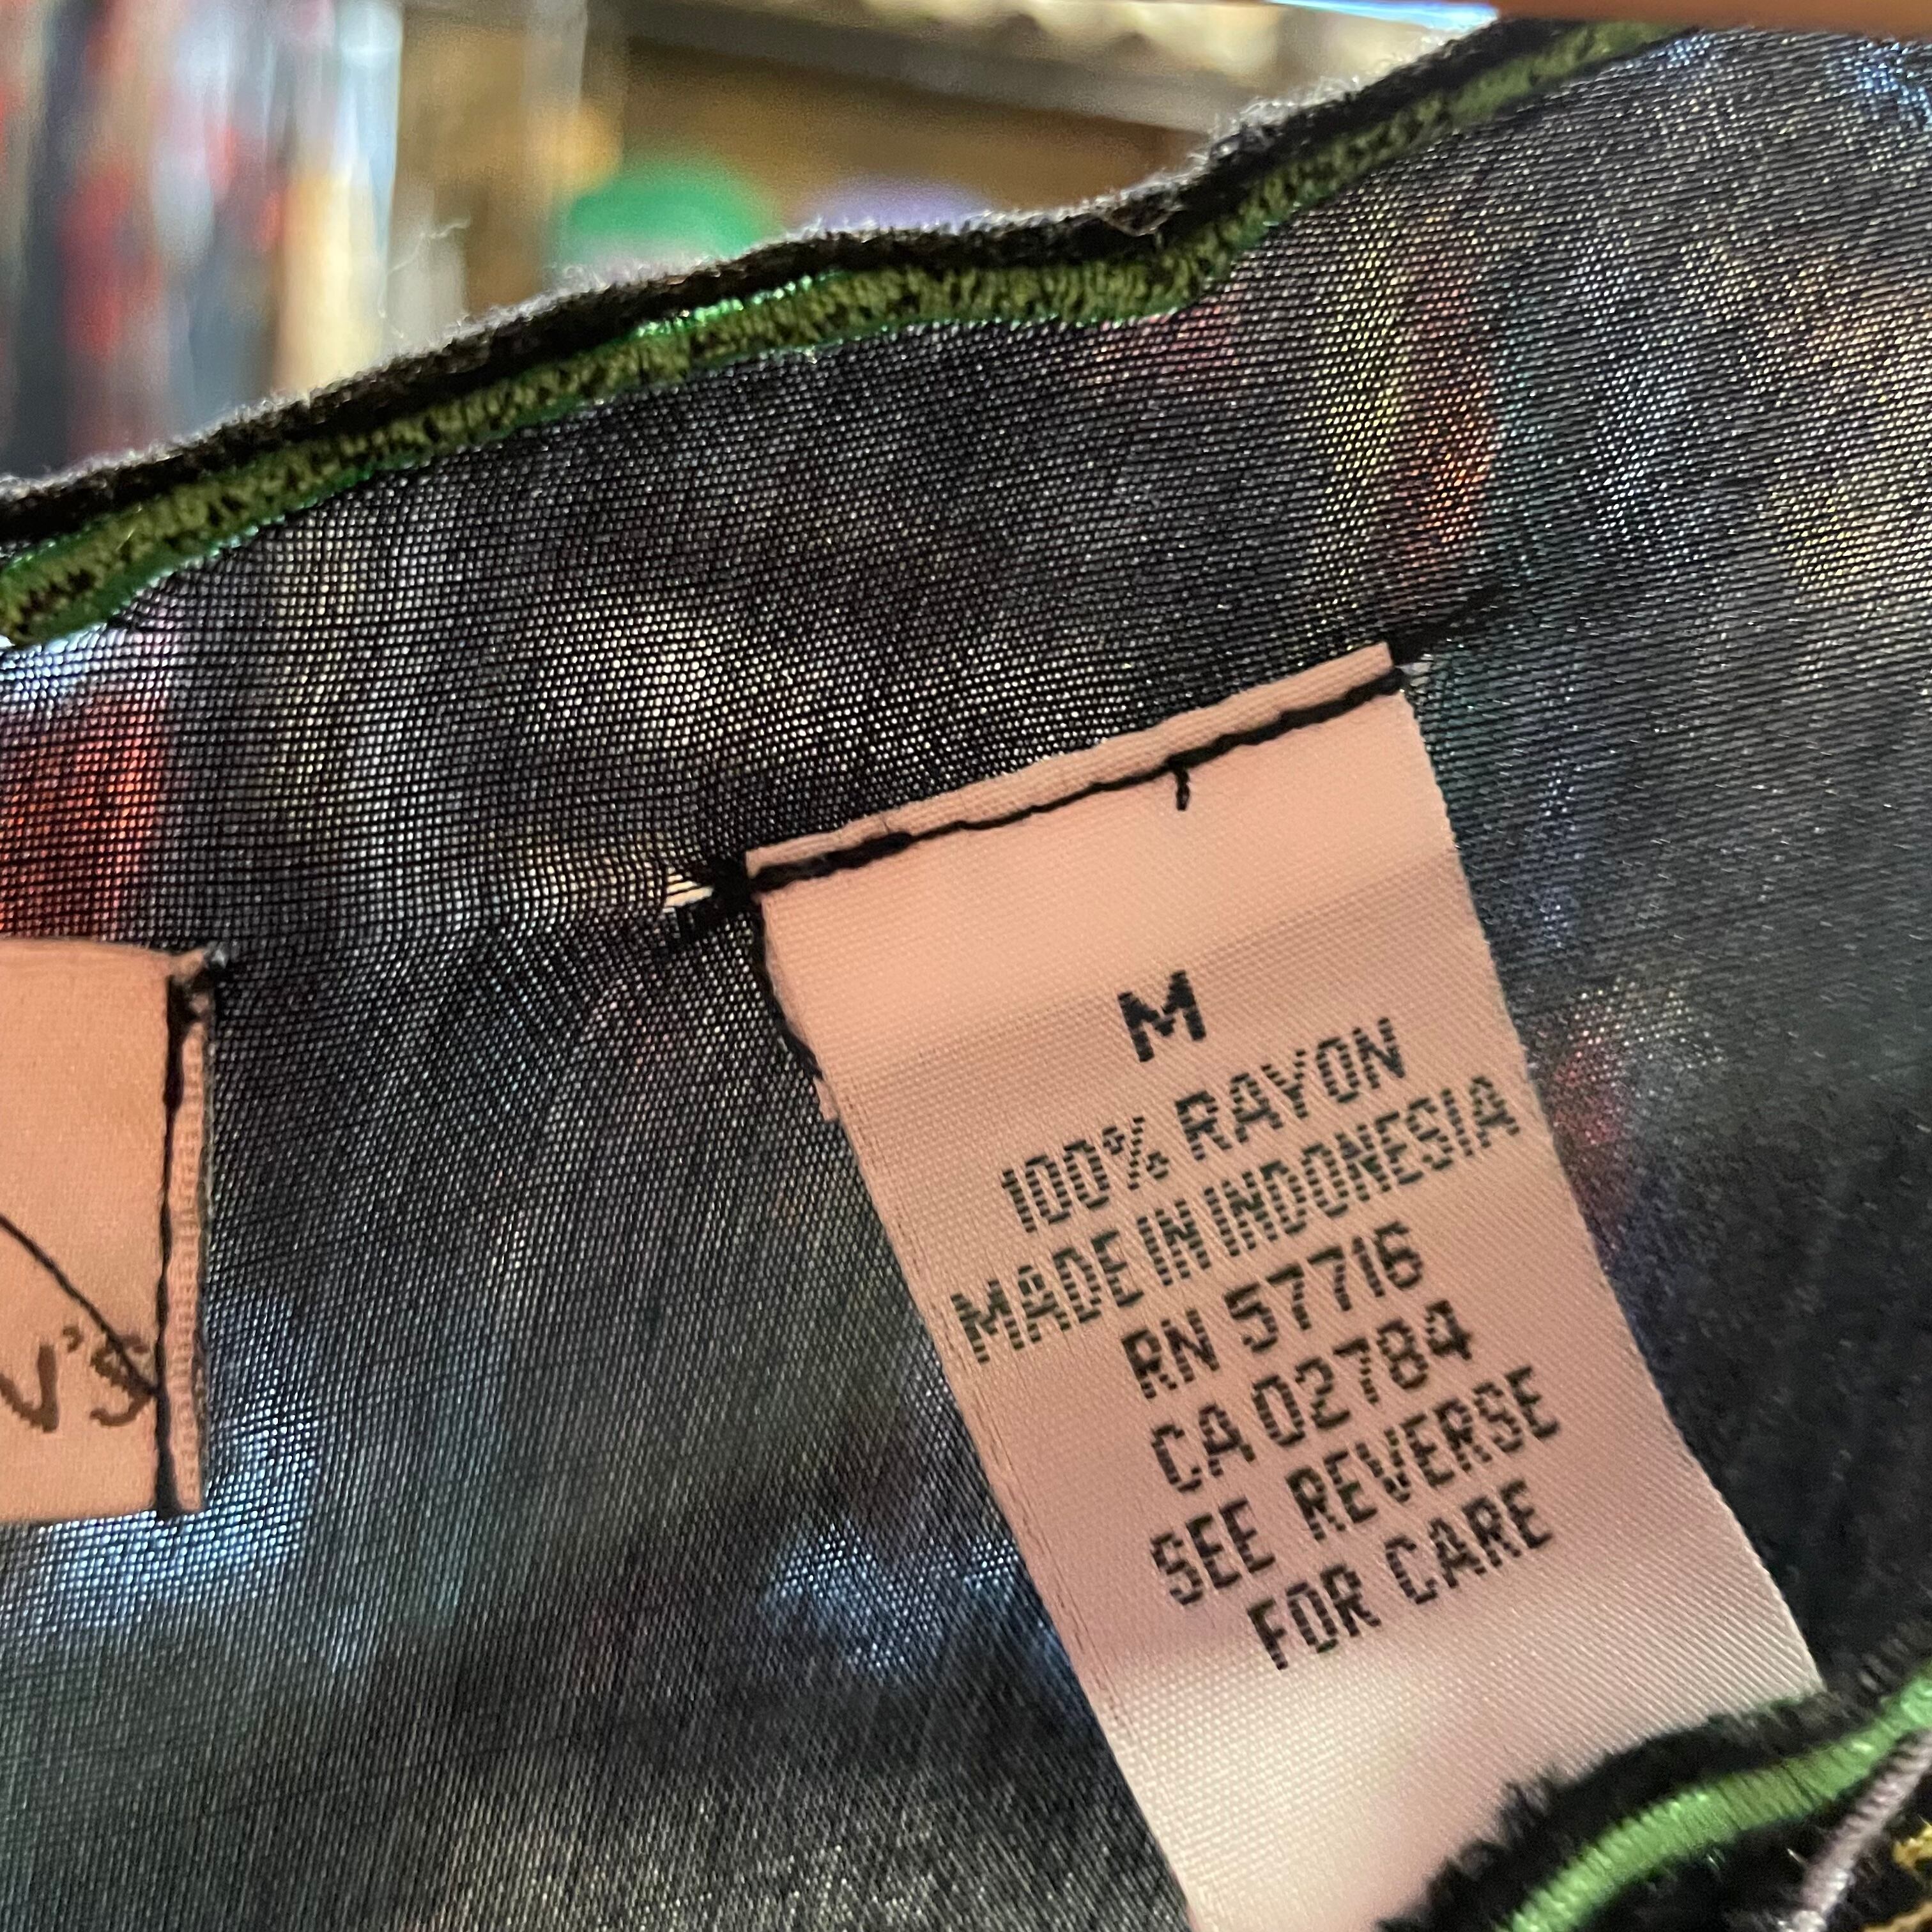 V'S
M
100% RAYON
MADE IN INDONESIA
RN 57716
CA 02784
SEE REVERSE
FOR CARE